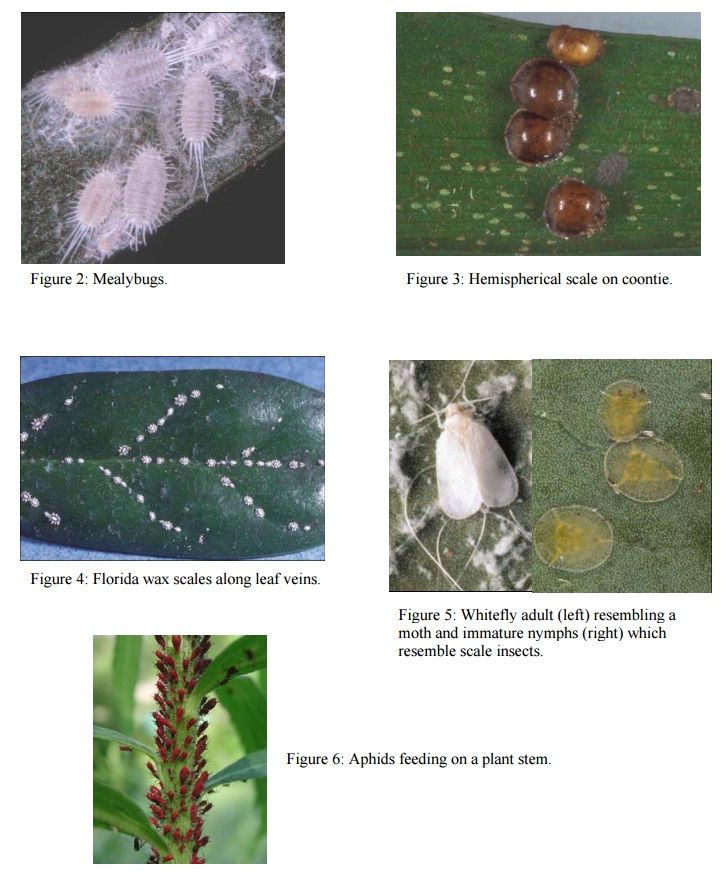 Figure 2: Mealybugs.
Figure 3: Hemispherical scale on coontie.
Figure 4: Florida wax scales along leaf veins.
Figure 5: Whitefly adult (left) resembling a
moth and immature nymphs (right) which
resemble scale insects.
Figure 6: Aphids feeding on a plant stem.